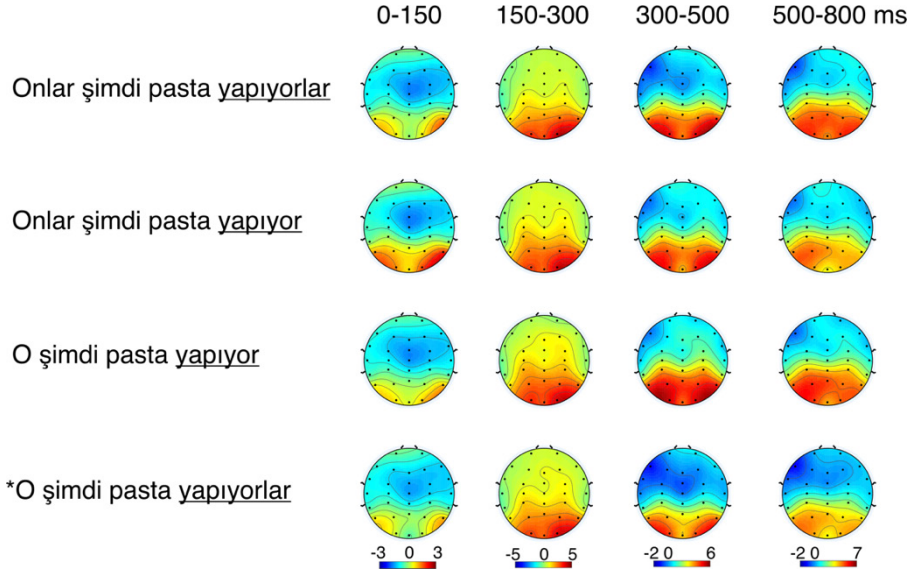 0-150 150-300 300-500 500-800 ms
Onlar şimdi pasta yapıyorlar
Onlar şimdi pasta yapıyor
O şimdi pasta yapıyor
*O şimdi pasta yapıyorlar
-3 0 3 -5 0 5 -2 0 6 -2 0 7